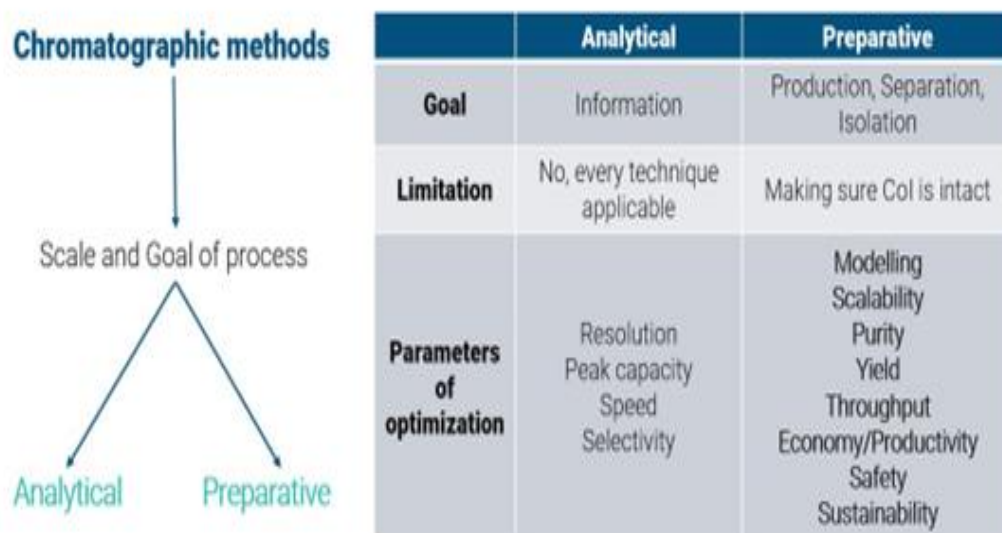 Chromatographic methods
Scale and Goal of process
Analytical
Preparative
Analytical
Preparative
Goal
Information
Production, Separation,
Isolation
Limitation
No, every technique
applicable
Making sure CoI is intact
Parameters
of
optimization
Resolution
Peak capacity
Speed
Selectivity
Modelling
Scalability
Purity
Yield
Throughput
Economy/Productivity
Safety
Sustainability